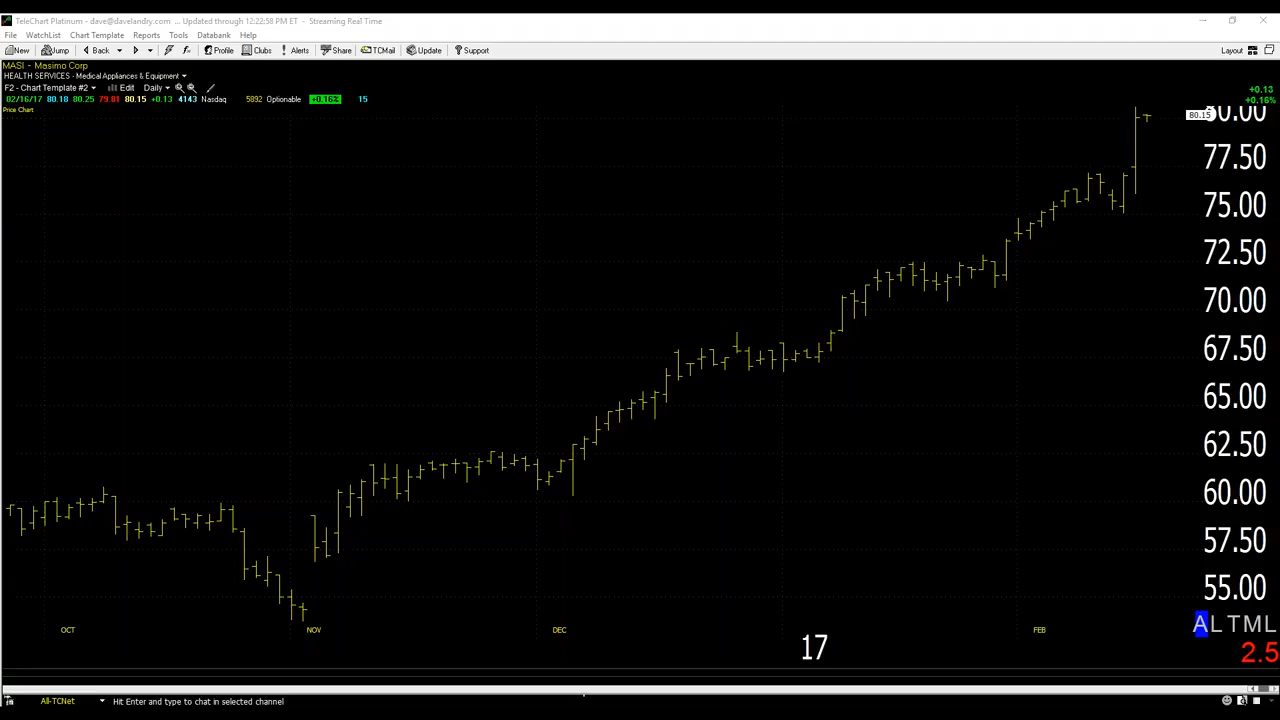 TeleChart Platinum - dave@davelandry.com ... Updated through 12:22:58 PM ET - Streaming Real Time
File WatchList Chart Template Reports Tools Databank Help
New Jump Back Profile Clubs Alerts Share TCMail Update Support Layout
MASI - Masimo Corp
HEALTH SERVICES - Medical Appliances & Equipment
F2 - Chart Template #2 Edit Daily
02/16/17 80.18 80.25 79.81 80.15 +0.13 4143 Nasdaq 5892 Optionable +0.16% 15
+0.13
+0.16%
Price Chart
80.15
80.00
77.50
75.00
72.50
70.00
67.50
65.00
62.50
60.00
57.50
55.00
ALTML
OCT NOV DEC 17 FEB
2.5
All-TCNet Hit Enter and type to chat in selected channel